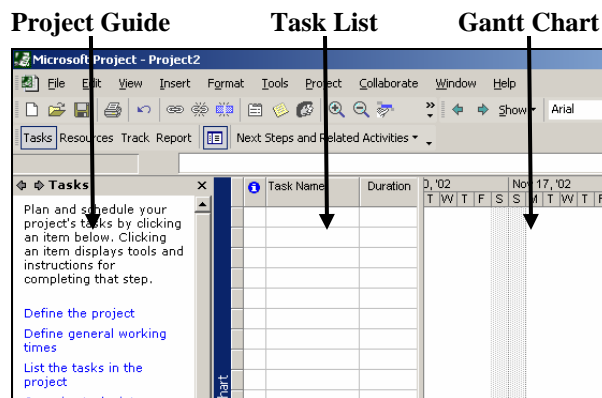 Project Guide Task List Gantt Chart
Microsoft Project - Project2
File Edit View Insert Format Tools Project Collaborate Window Help
Show Arial
Tasks Resources Track Report Next Steps and Related Activities
Tasks
Task Name Duration 0, '02 Nov 17, '02
T W T F S S M T W T F
Plan and schedule your
project's tasks by clicking
an item below. Clicking
an item displays tools and
instructions for
completing that step.
Define the project
Define general working
times
List the tasks in the
project
hart